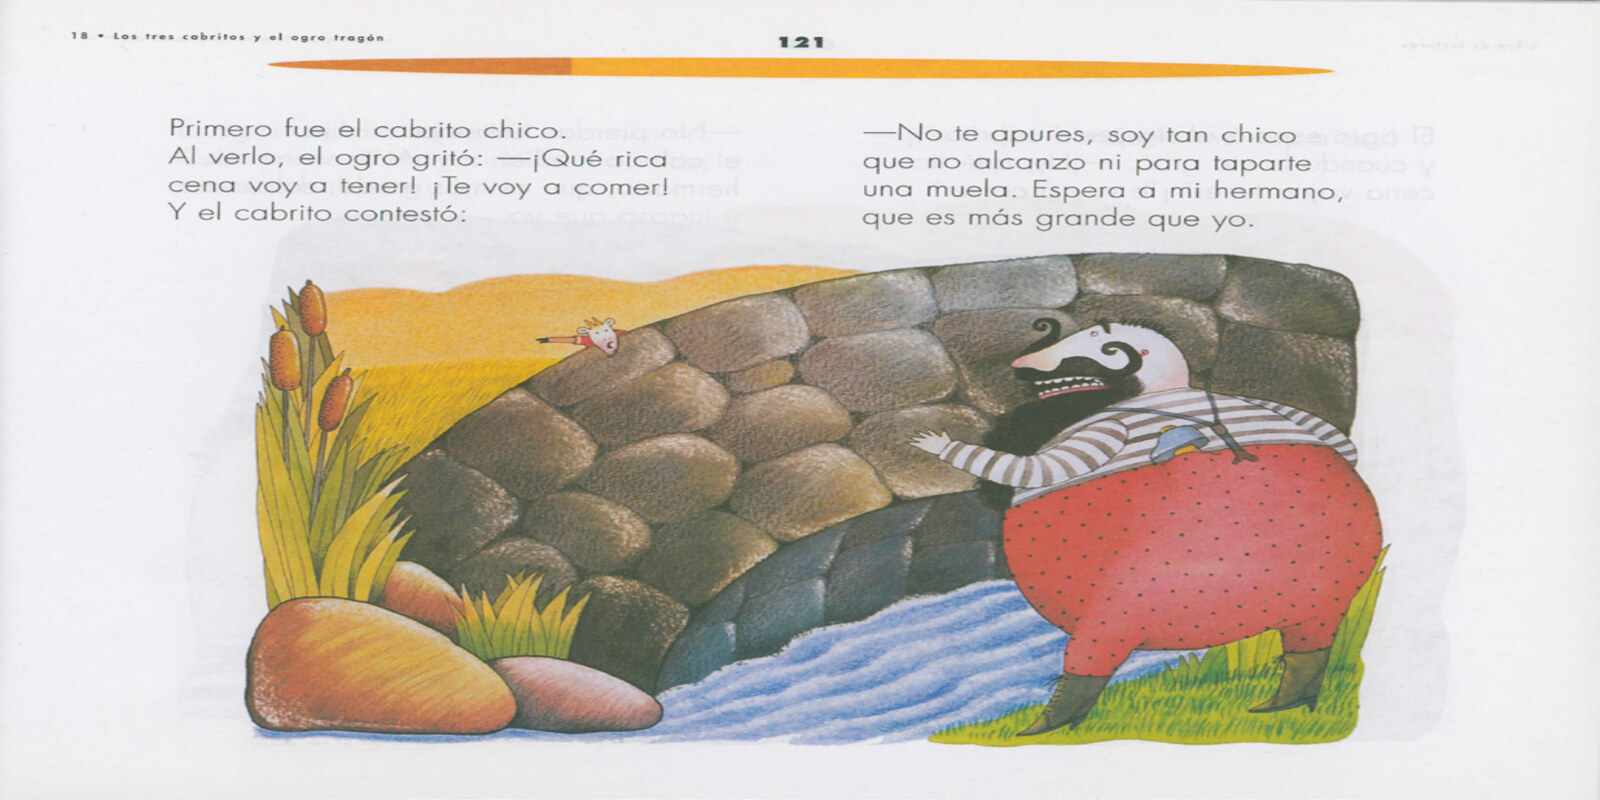 18 • Los tres cabritos y el ogro tragón
121
Primero fue el cabrito chico.
Al verlo, el ogro gritó: —¡Qué rica
cena voy a tener! ¡Te voy a comer!
Y el cabrito contestó:
—No te apures, soy tan chico
que no alcanzo ni para taparte
una muela. Espera a mi hermano,
que es más grande que yo.